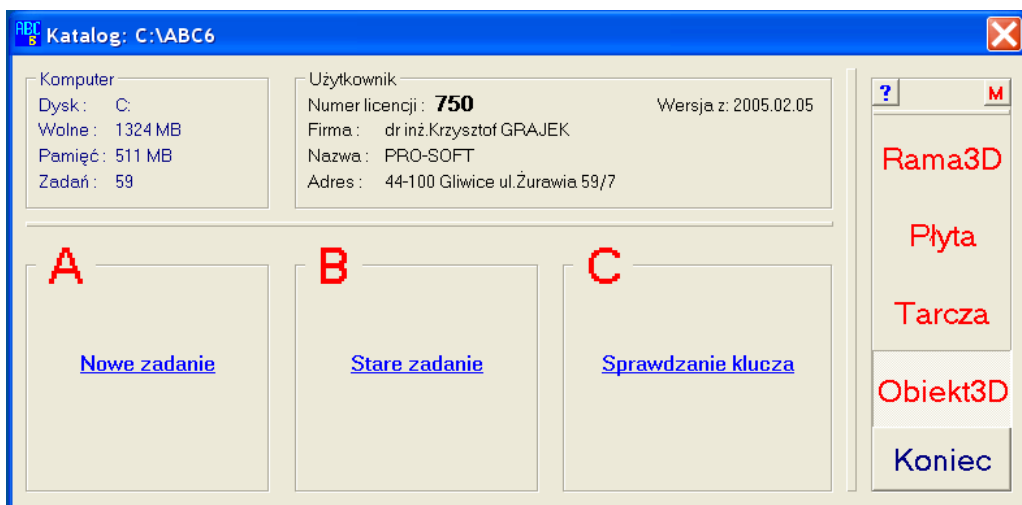 ABC 6 Katalog: C:\ABC6
Komputer
Dysk : C:
Wolne : 1324 MB
Pamięć : 511 MB
Zadań : 59
Użytkownik
Numer licencji : 750 Wersja z: 2005.02.05
Firma : dr inż.Krzysztof GRAJEK
Nazwa : PRO-SOFT
Adres : 44-100 Gliwice ul.Żurawia 59/7
? M
Rama3D
Płyta
Tarcza
Obiekt3D
Koniec
A
Nowe zadanie
B
Stare zadanie
C
Sprawdzanie klucza